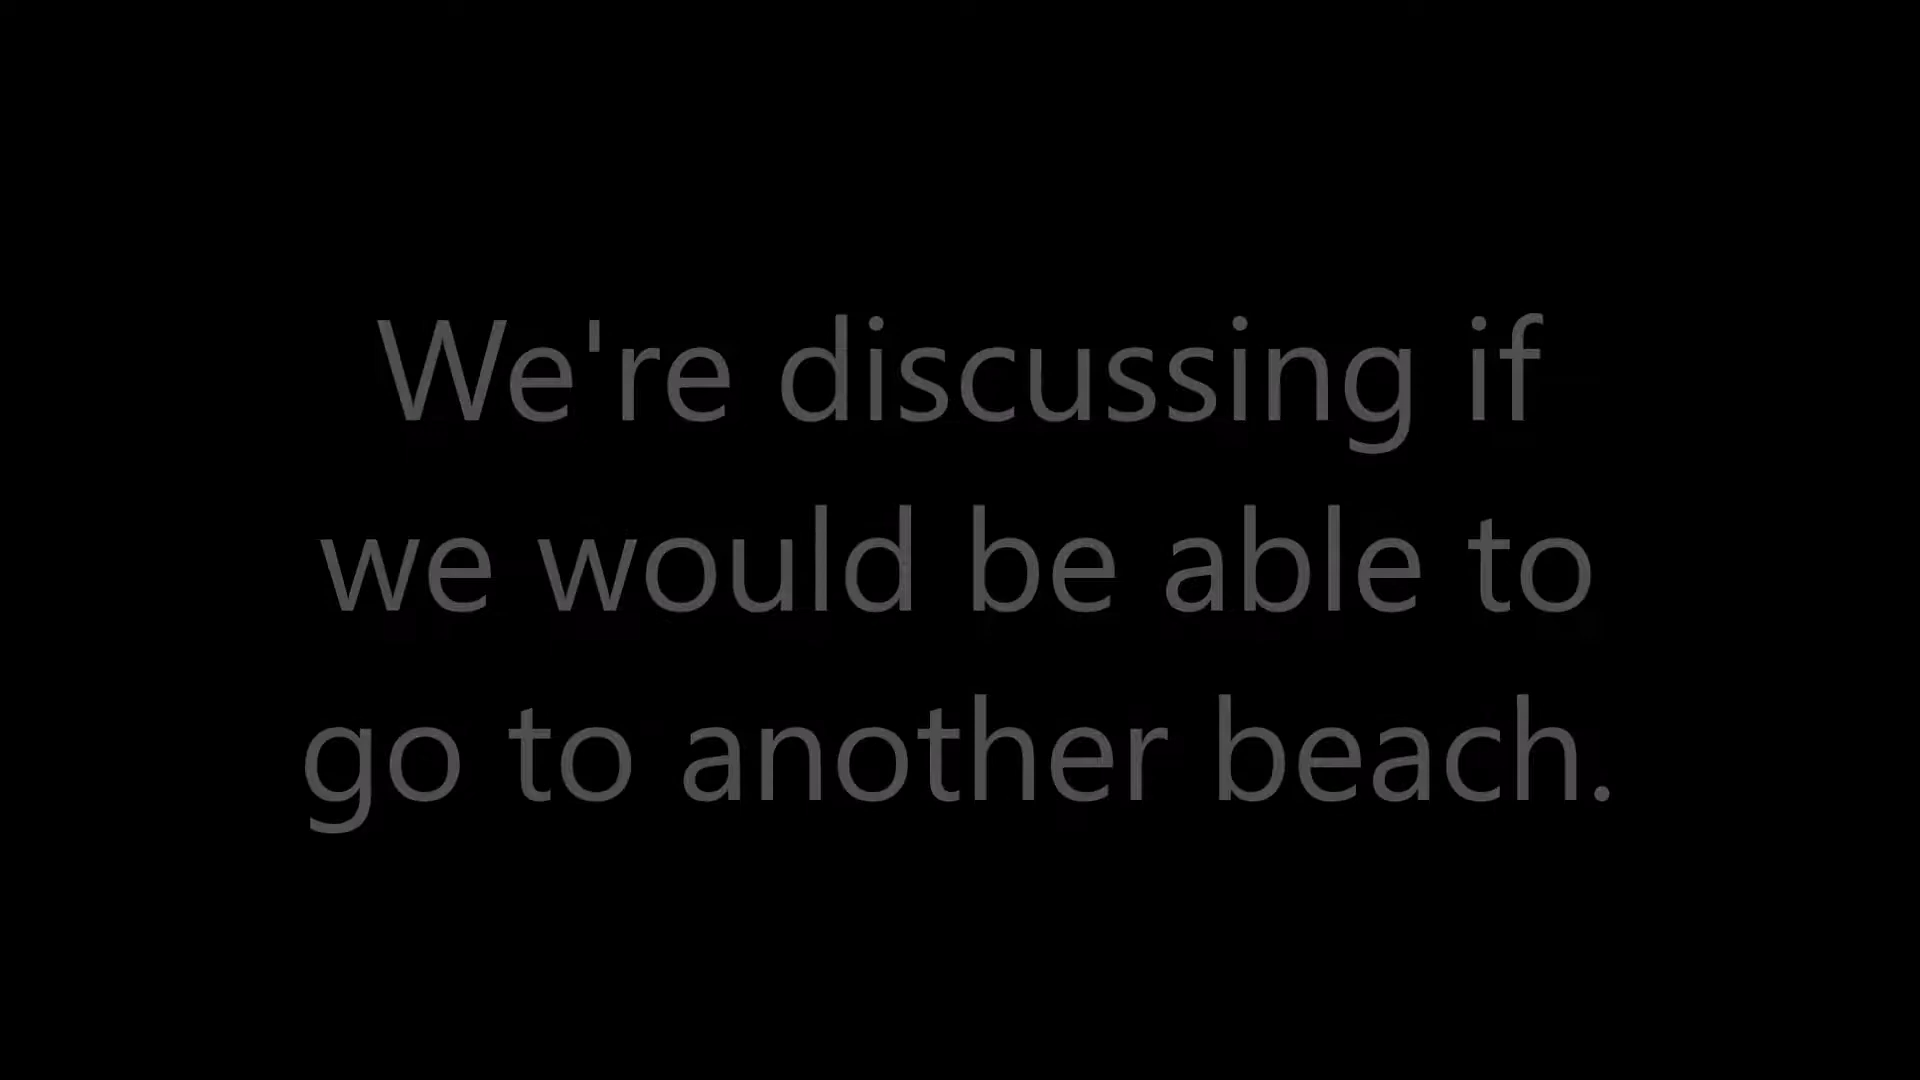 We're discussing if
we would be able to
go to another beach.